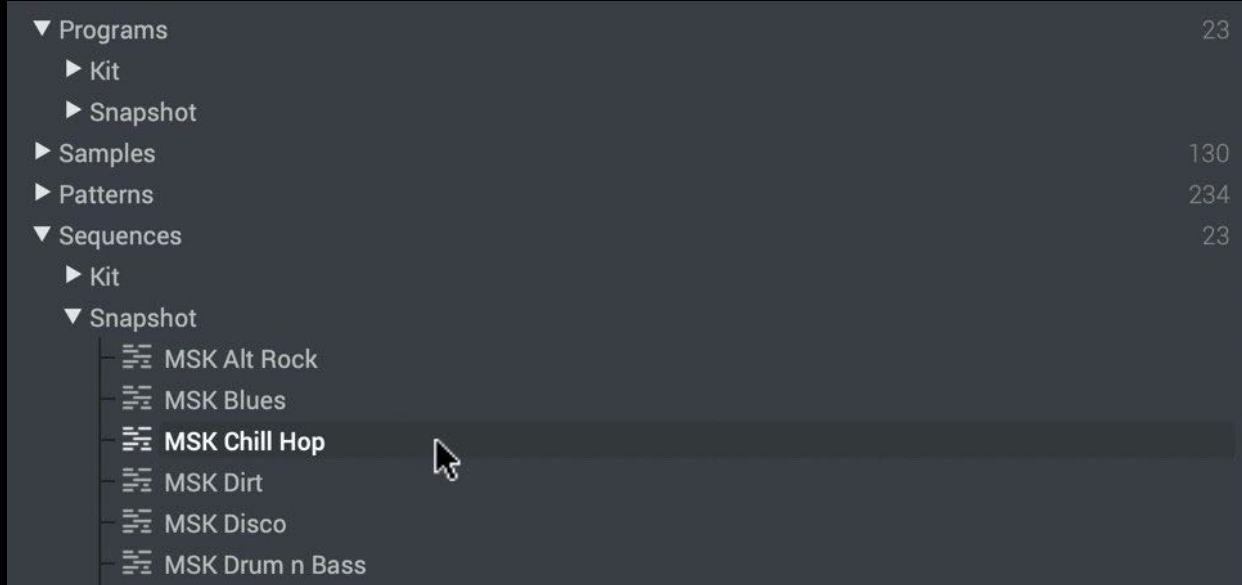 Programs 23
Kit
Snapshot
Samples 130
Patterns 234
Sequences 23
Kit
Snapshot
MSK Alt Rock
MSK Blues
MSK Chill Hop
MSK Dirt
MSK Disco
MSK Drum n Bass